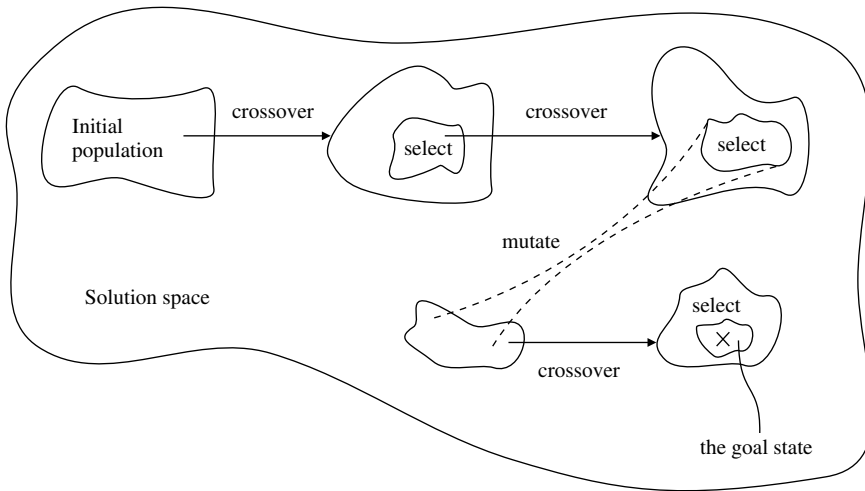 crossover
crossover
Initial
population
select
select
mutate
Solution space
select
crossover
the goal state